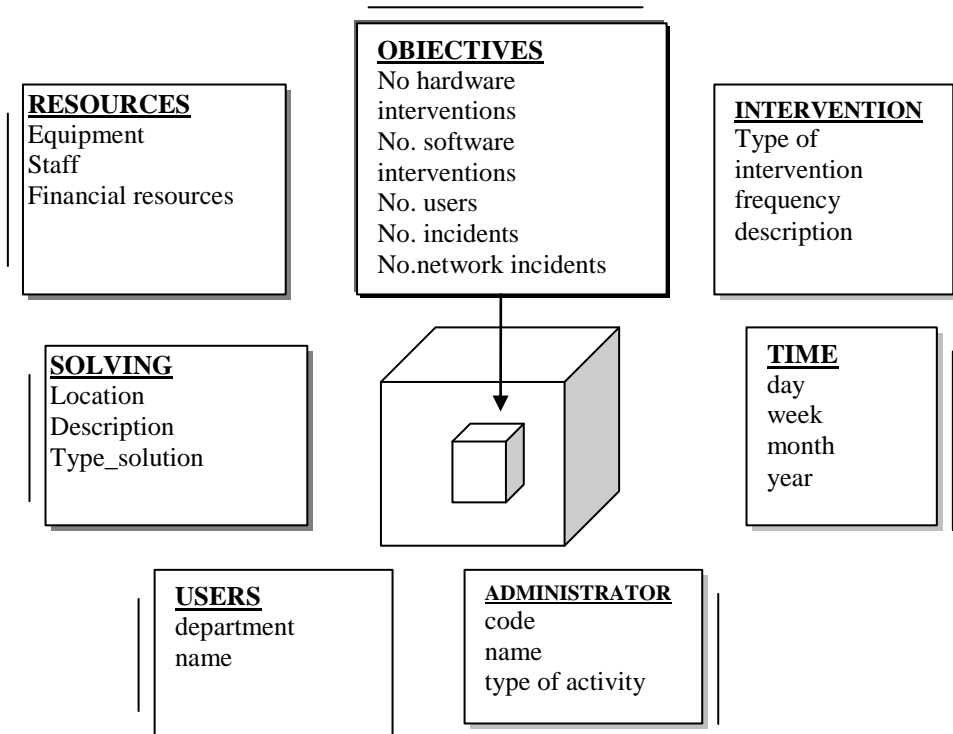 OBIECTIVES
No hardware
interventions
No. software
interventions
No. users
No. incidents
No.network incidents
RESOURCES
Equipment
Staff
Financial resources
INTERVENTION
Type of
intervention
frequency
description
SOLVING
Location
Description
Type_solution
TIME
day
week
month
year
USERS
department
name
ADMINISTRATOR
code
name
type of activity